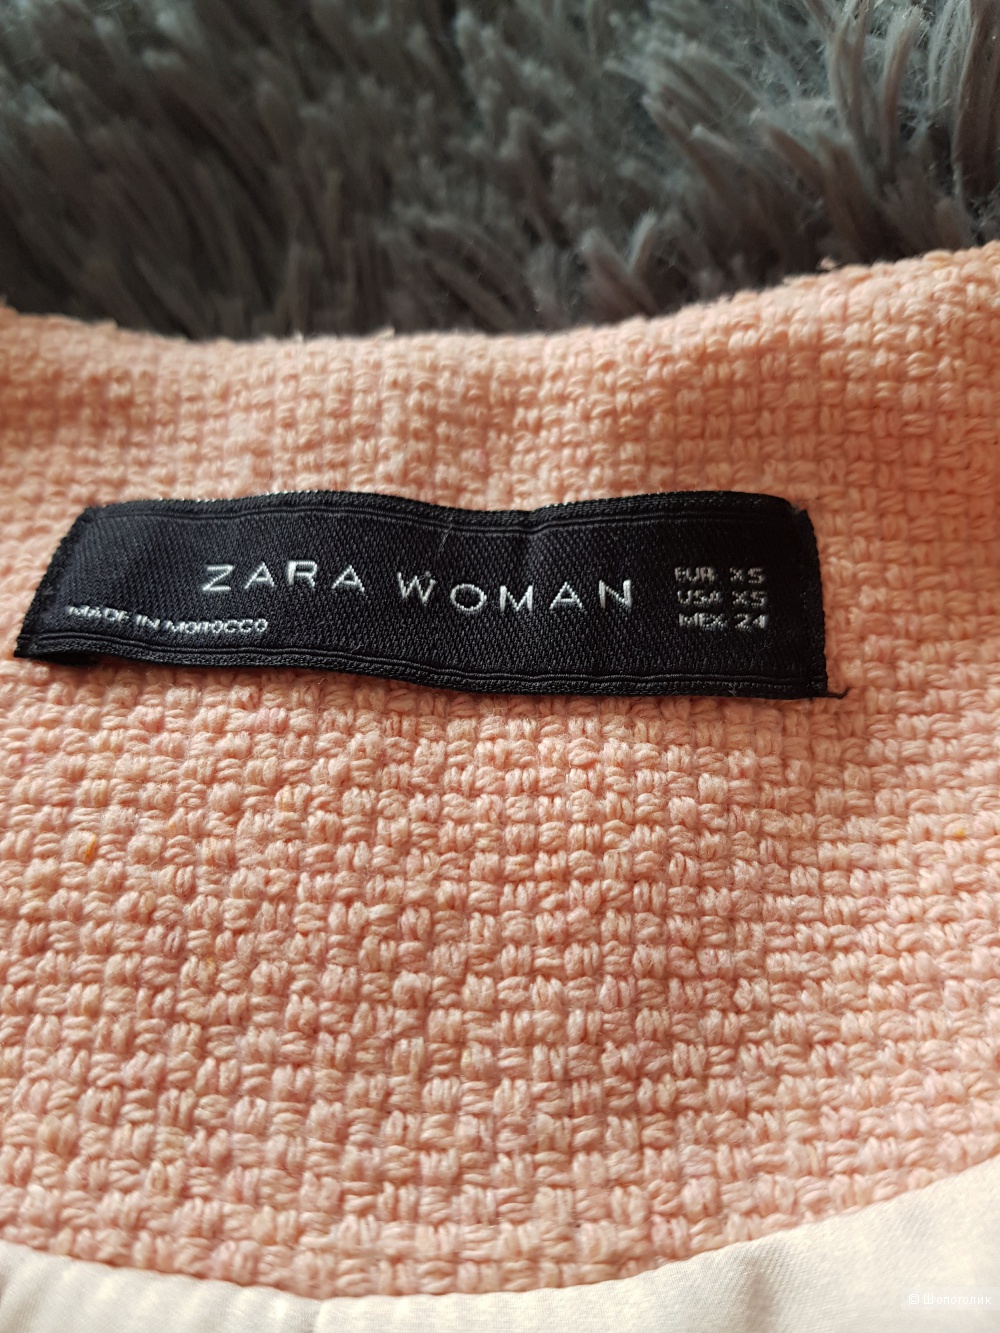 ZARA WOMAN
MADE IN MOROCCO
EUR XS
USA XS
MEX 24
© Шопоголик